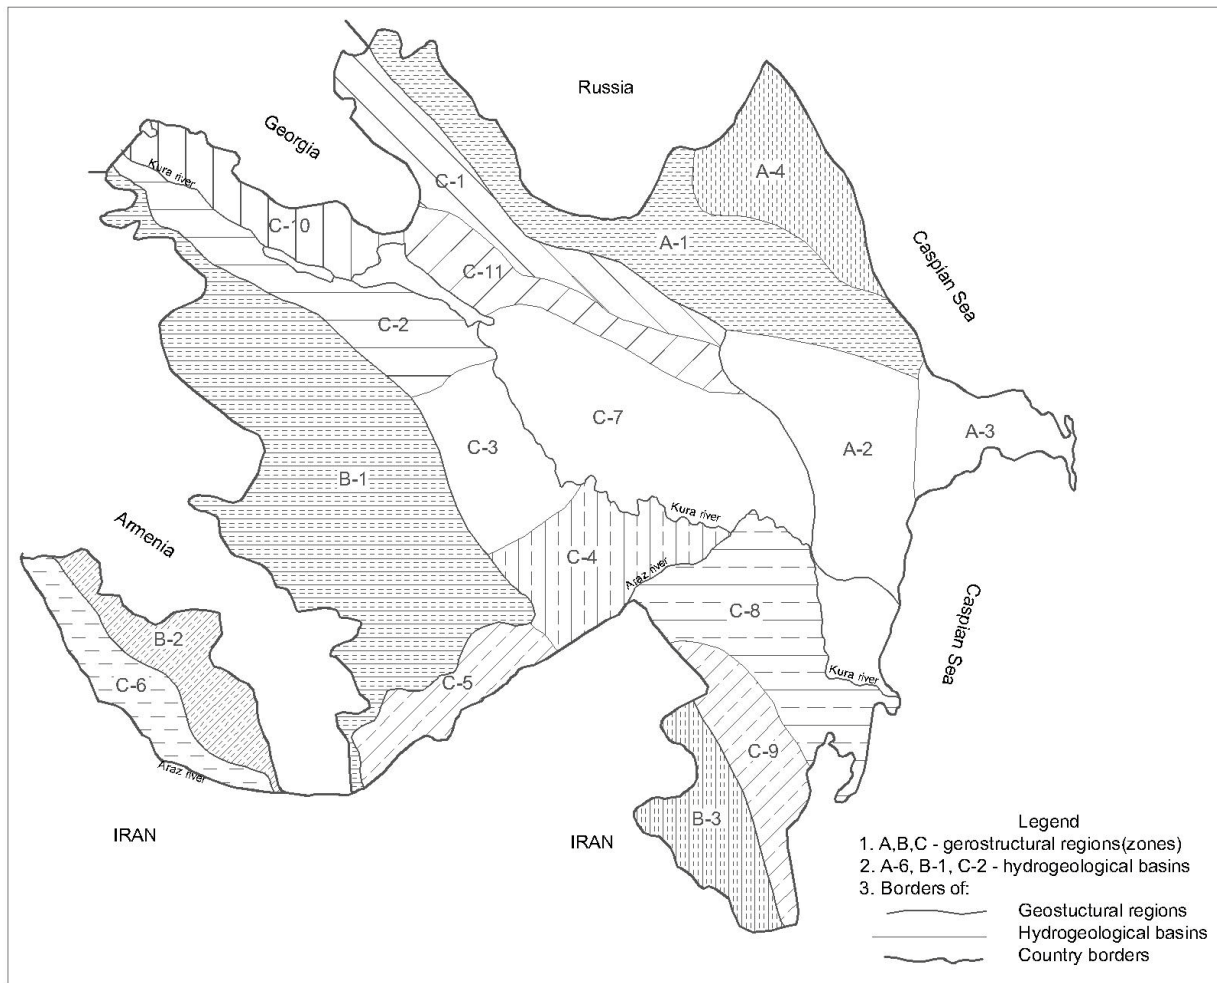 Russia
Georgia
Kura river
A-4
C-1
C-10
A-1
Caspian Sea
C-11
C-2
C-7
A-3
C-3
A-2
B-1
Kura river
Armenia
C-4
Araz river
C-8
Caspian Sea
B-2
C-6
C-5
Kura river
C-9
Araz river
B-3
IRAN
IRAN
Legend
1. A,B,C - gerostructural regions(zones)
2. A-6, B-1, C-2 - hydrogeological basins
3. Borders of:
Geostuctural regions
Hydrogeological basins
Country borders